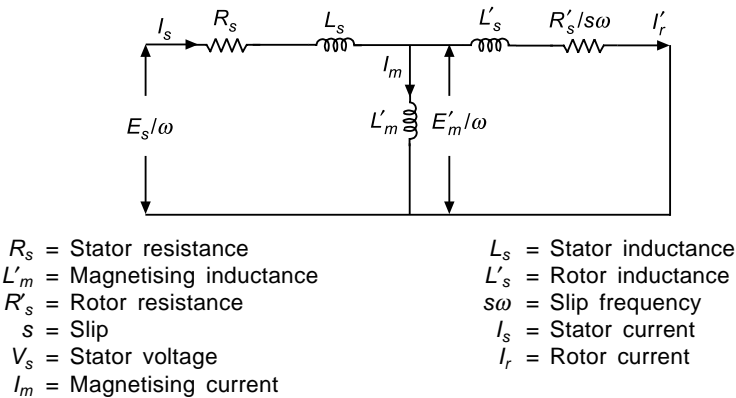 I_s R_s L_s L′_s R′_s/sω I′_r
I_m
E_s/ω L′_m E′_m/ω
R_s = Stator resistance
L′_m = Magnetising inductance
R′_s = Rotor resistance
s = Slip
V_s = Stator voltage
I_m = Magnetising current
L_s = Stator inductance
L′_s = Rotor inductance
sω = Slip frequency
I_s = Stator current
I_r = Rotor current